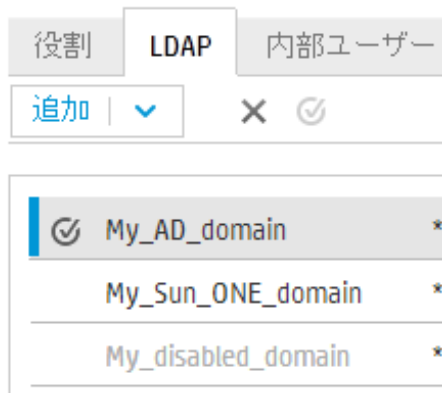 役割 LDAP 内部ユーザー
追加
My_AD_domain *
My_Sun_ONE_domain *
My_disabled_domain *